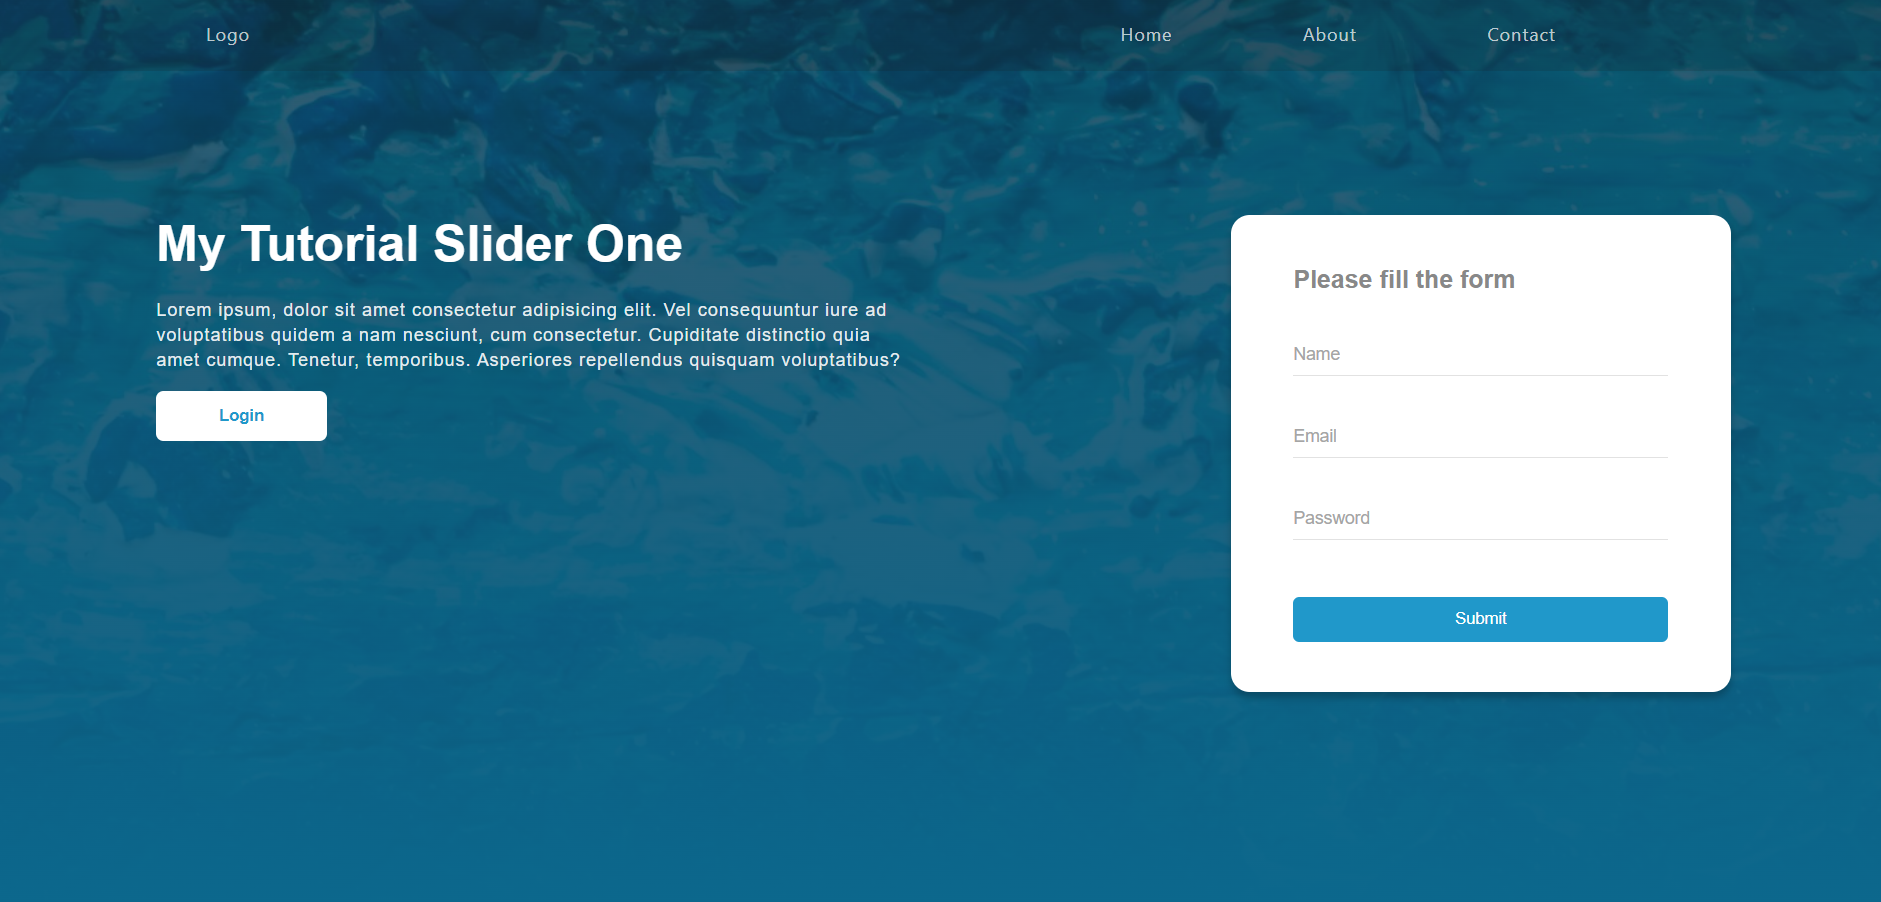 Logo
Home
About
Contact
My Tutorial Slider One
Lorem ipsum, dolor sit amet consectetur adipisicing elit. Vel consequuntur iure ad
voluptatibus quidem a nam nesciunt, cum consectetur. Cupiditate distinctio quia
amet cumque. Tenetur, temporibus. Asperiores repellendus quisquam voluptatibus?
Login
Please fill the form
Name
Email
Password
Submit